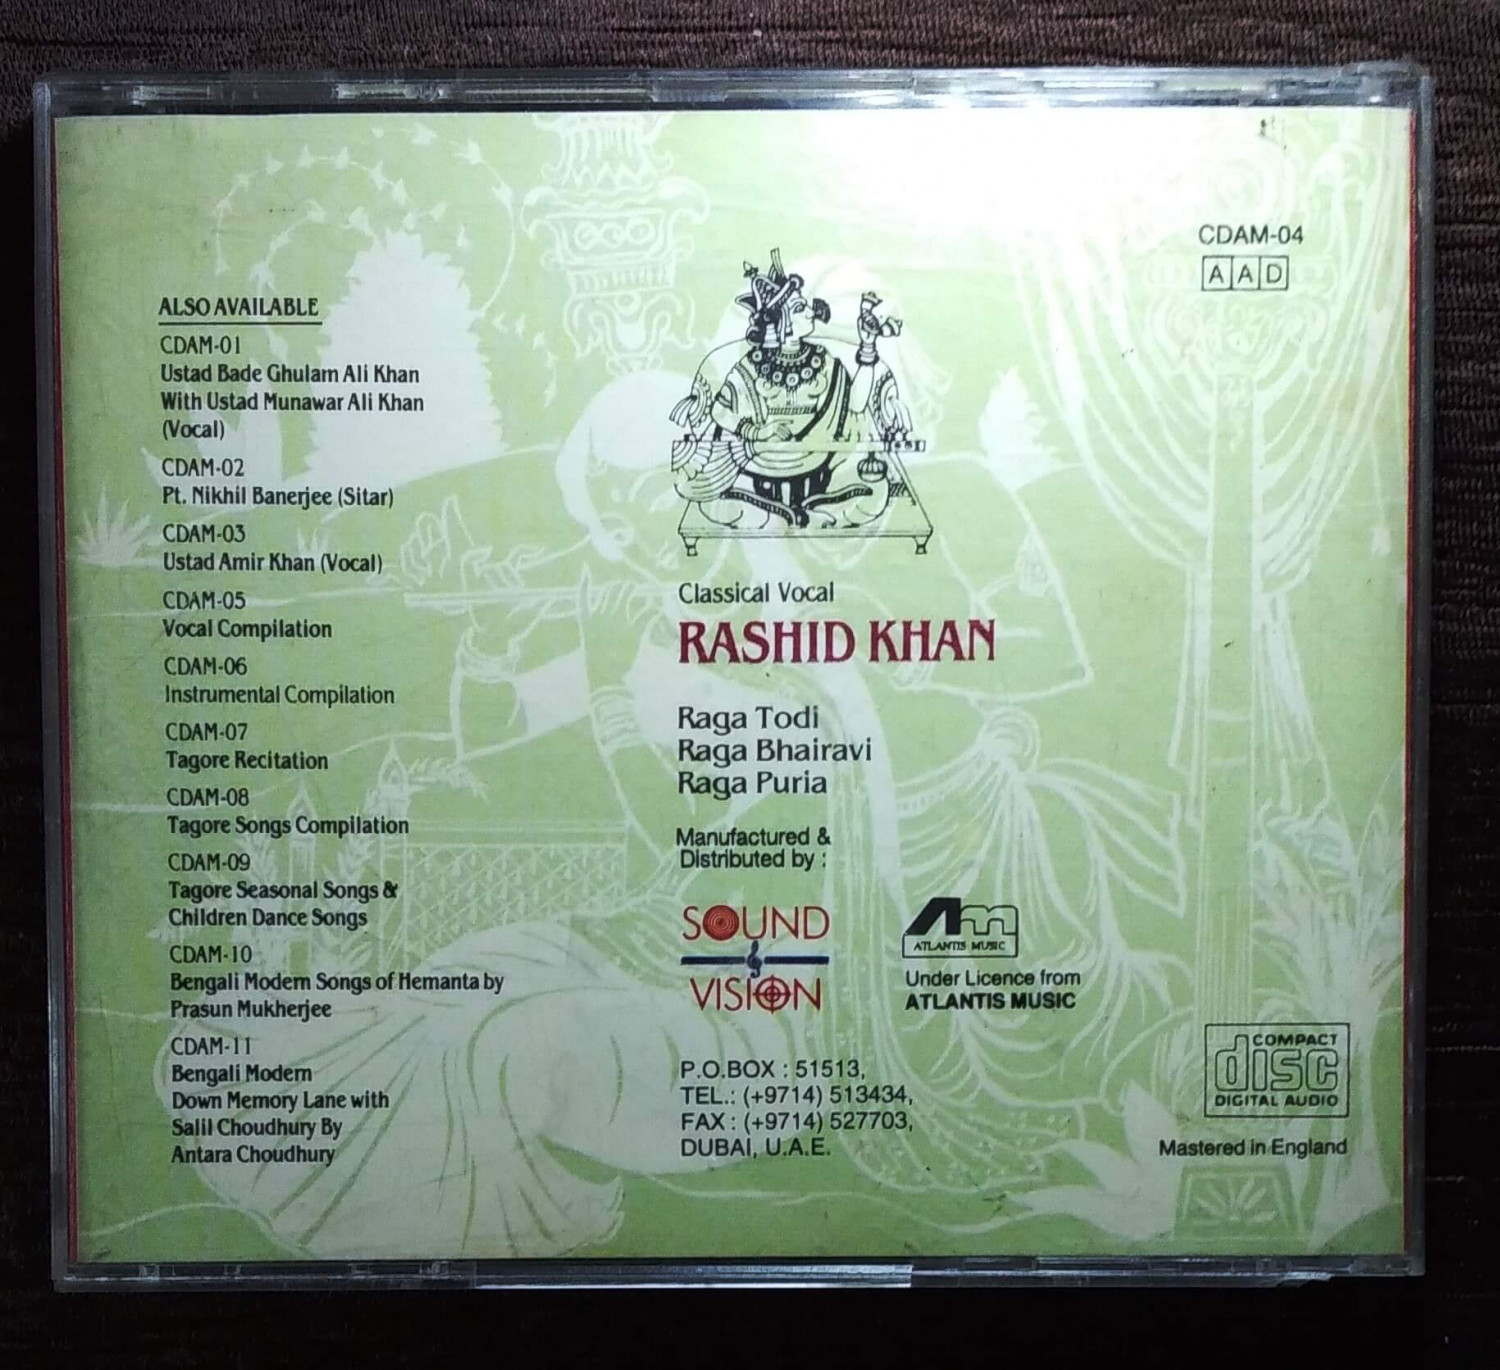 ALSO AVAILABLE
CDAM-01
Ustad Bade Ghulam Ali Khan
With Ustad Munawar Ali Khan
(Vocal)
CDAM-02
Pt. Nikhil Banerjee (Sitar)
CDAM-03
Ustad Amir Khan (Vocal)
CDAM-05
Vocal Compilation
CDAM-06
Instrumental Compilation
CDAM-07
Tagore Recitation
CDAM-08
Tagore Songs Compilation
CDAM-09
Tagore Seasonal Songs &
Children Dance Songs
CDAM-10
Bengali Modern Songs of Hemanta by
Prasun Mukherjee
CDAM-11
Bengali Modern
Down Memory Lane with
Salil Choudhury By
Antara Choudhury
Classical Vocal
RASHID KHAN
Raga Todi
Raga Bhairavi
Raga Puria
Manufactured &
Distributed by :
SOUND
VISION
Am
ATLANTIS MUSIC
Under Licence from
ATLANTIS MUSIC
P.O.BOX : 51513,
TEL.: (+9714) 513434,
FAX : (+9714) 527703,
DUBAI, U.A.E.
CDAM-04
AAD
COMPACT
disc
DIGITAL AUDIO
Mastered in England